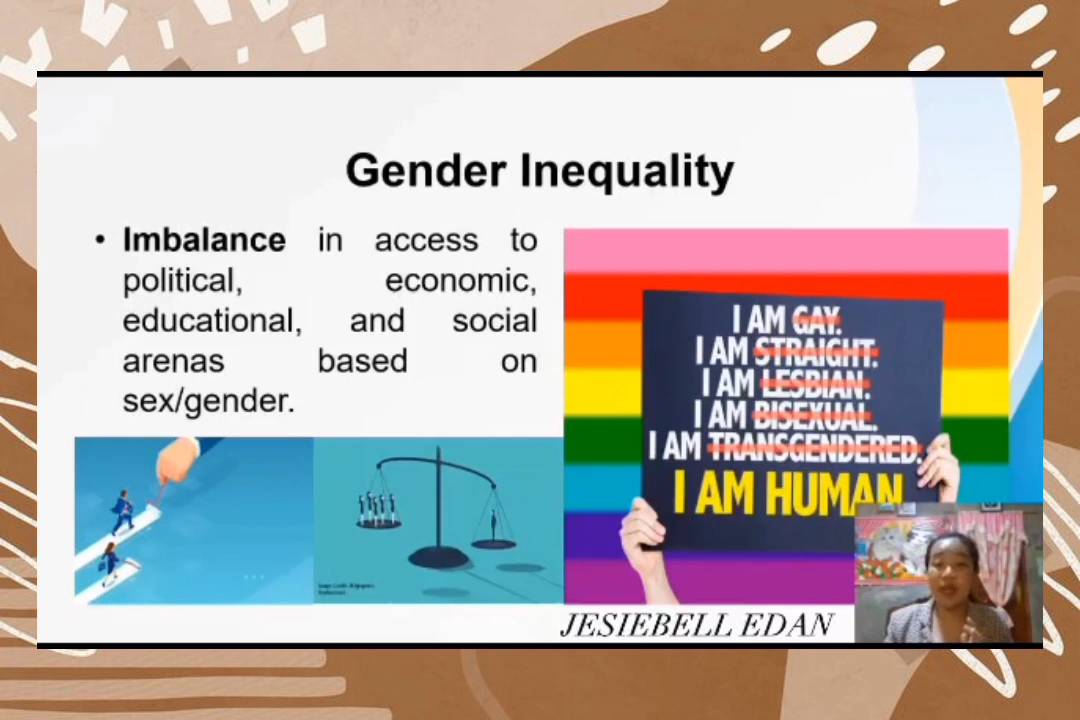 Gender Inequality
• Imbalance in access to
political, economic,
educational, and social
arenas based on
sex/gender.
I AM GAY.
I AM STRAIGHT.
I AM LESBIAN.
I AM BISEXUAL.
I AM TRANSGENDERED.
I AM HUMAN
JESIEBELL EDAN